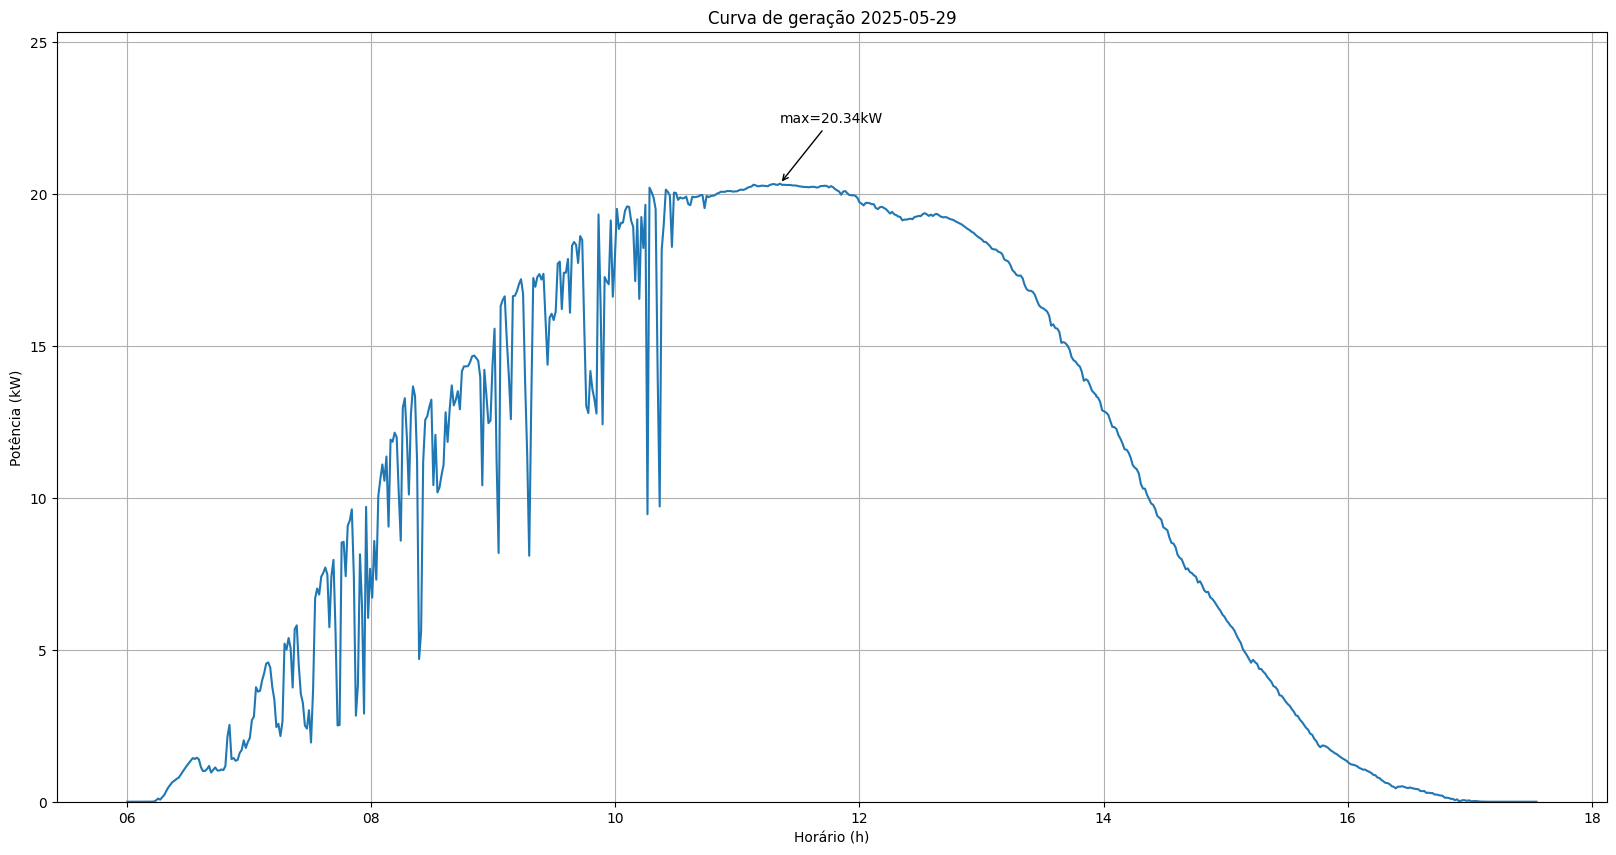 Curva de geração 2025-05-29
25
max=20.34kW
20
15
Potência (kW)
10
5
0
06 08 10 12 14 16 18
Horário (h)